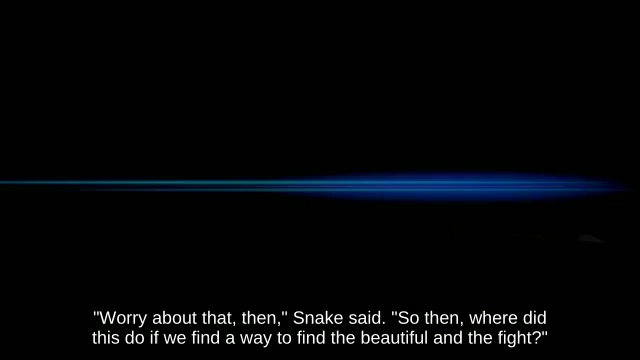 "Worry about that, then," Snake said. "So then, where did
this do if we find a way to find the beautiful and the fight?"